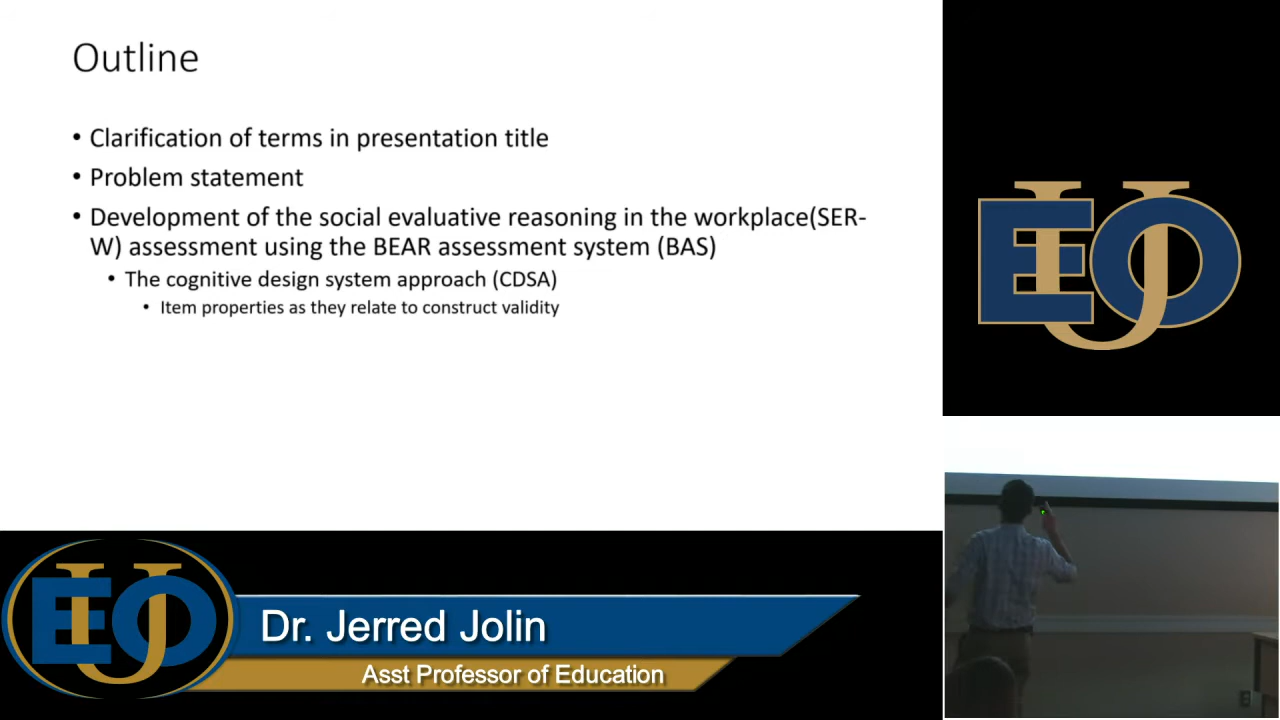 Outline
• Clarification of terms in presentation title
• Problem statement
• Development of the social evaluative reasoning in the workplace(SER-
W) assessment using the BEAR assessment system (BAS)
• The cognitive design system approach (CDSA)
• Item properties as they relate to construct validity
EOU
EOU
Dr. Jerred Jolin
Asst Professor of Education